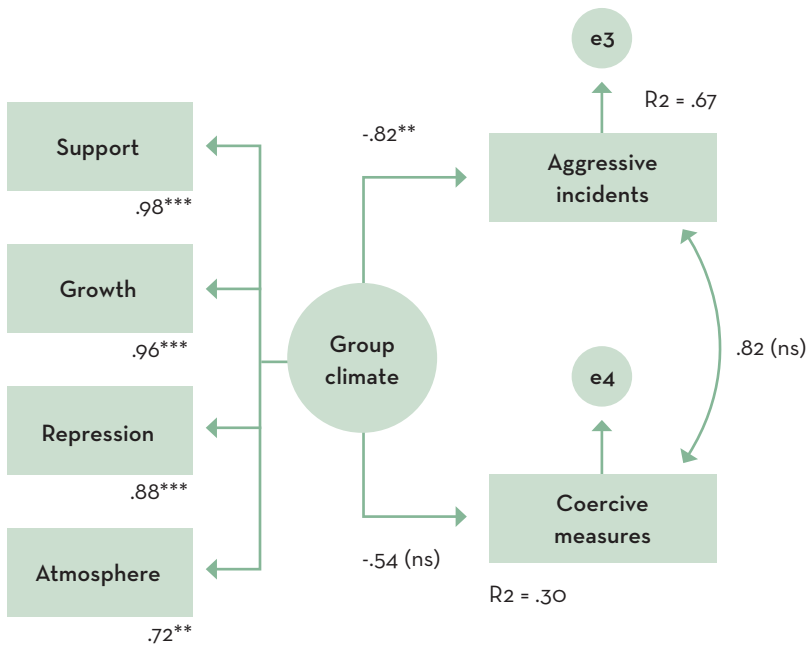 e3
R2 = .67
-.82**
Support
Aggressive
incidents
.98***
Growth
Group
climate
.96***
.82 (ns)
e4
Repression
.88***
Coercive
measures
-.54 (ns)
Atmosphere
R2 = .30
.72**